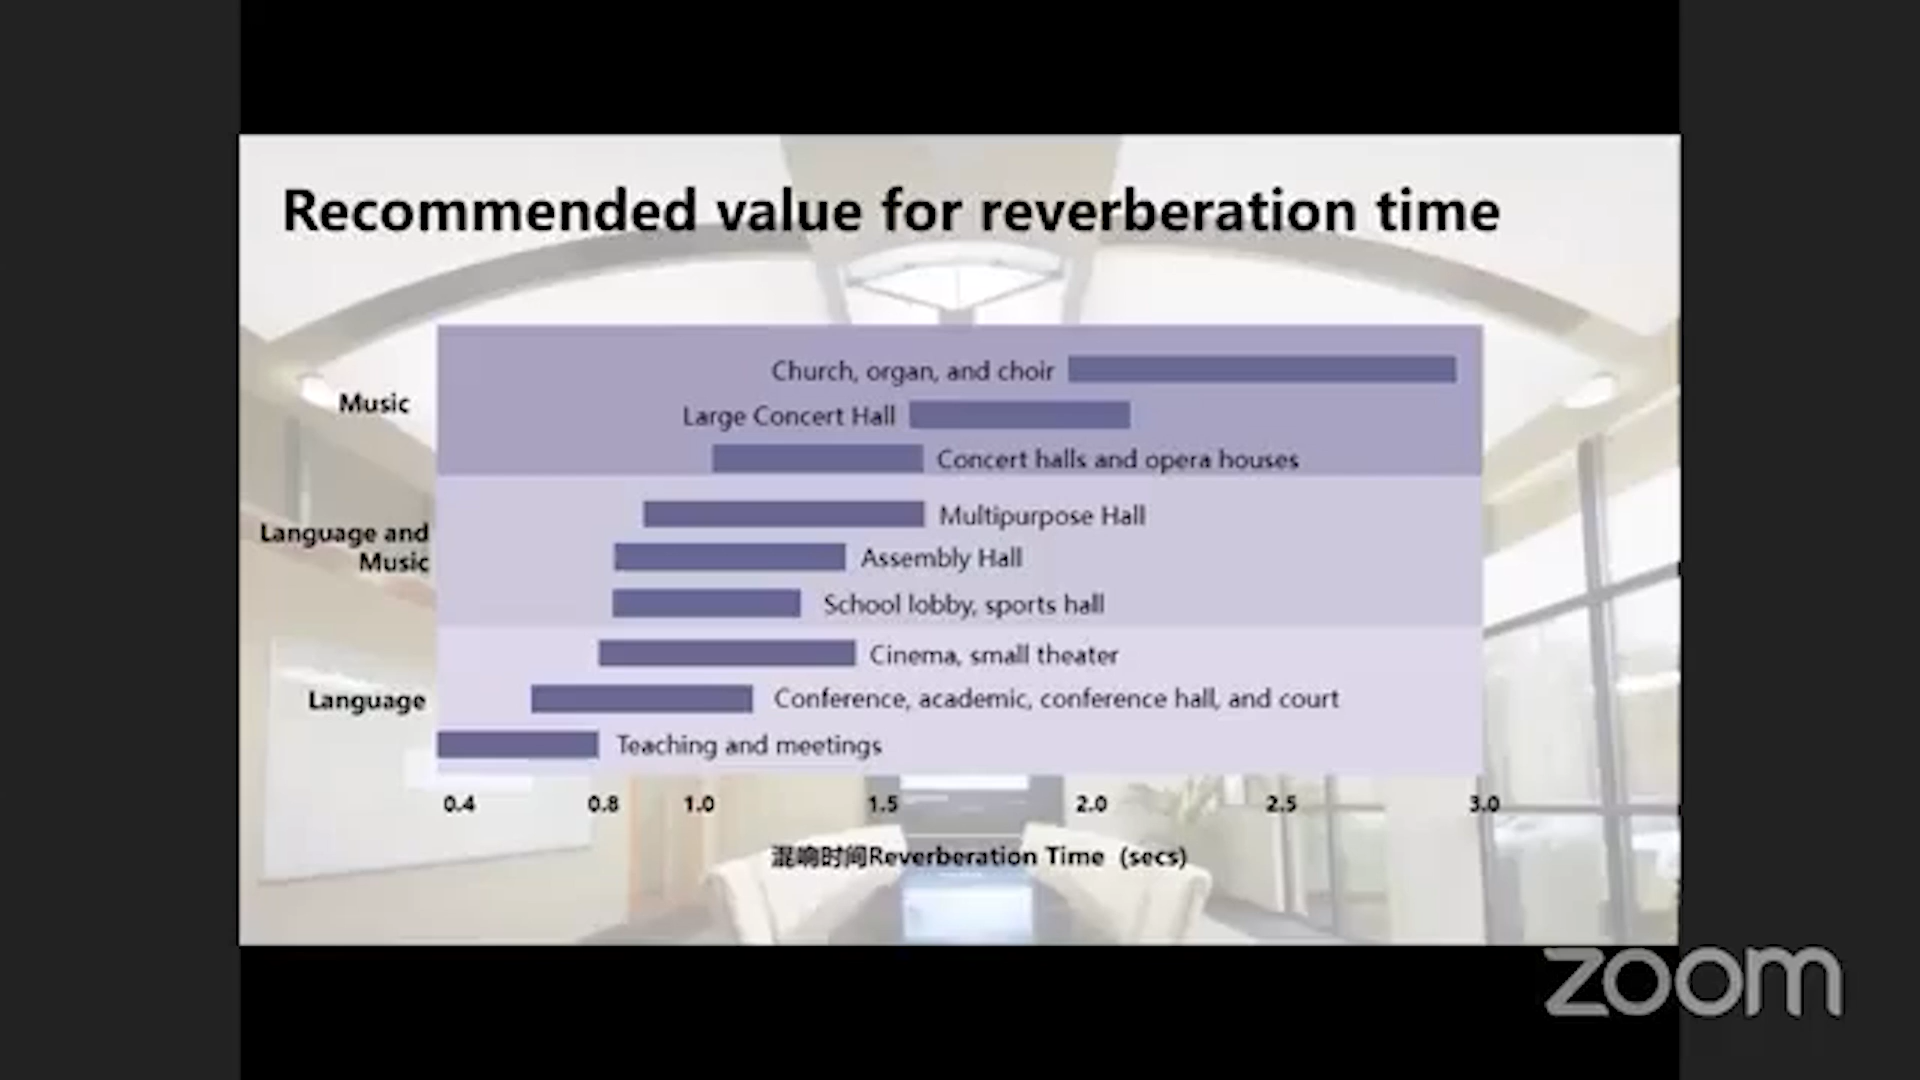 Recommended value for reverberation time
Music
Church, organ, and choir
Large Concert Hall
Concert halls and opera houses
Language and
Music
Multipurpose Hall
Assembly Hall
School lobby, sports hall
Language
Cinema, small theater
Conference, academic, conference hall, and court
Teaching and meetings
0.4 0.8 1.0 1.5 2.0 2.5 3.0
混响时间Reverberation Time (secs)
zoom